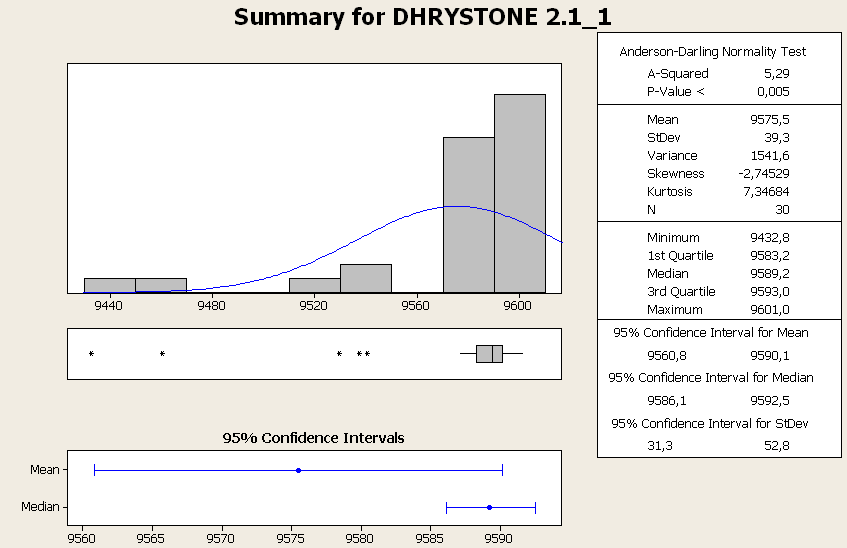 Summary for DHRYSTONE 2.1_1
9440 9480 9520 9560 9600
95% Confidence Intervals
Mean
Median
9560 9565 9570 9575 9580 9585 9590
Anderson-Darling Normality Test
A-Squared 5,29
P-Value < 0,005
Mean 9575,5
StDev 39,3
Variance 1541,6
Skewness -2,74529
Kurtosis 7,34684
N 30
Minimum 9432,8
1st Quartile 9583,2
Median 9589,2
3rd Quartile 9593,0
Maximum 9601,0
95% Confidence Interval for Mean
9560,8 9590,1
95% Confidence Interval for Median
9586,1 9592,5
95% Confidence Interval for StDev
31,3 52,8